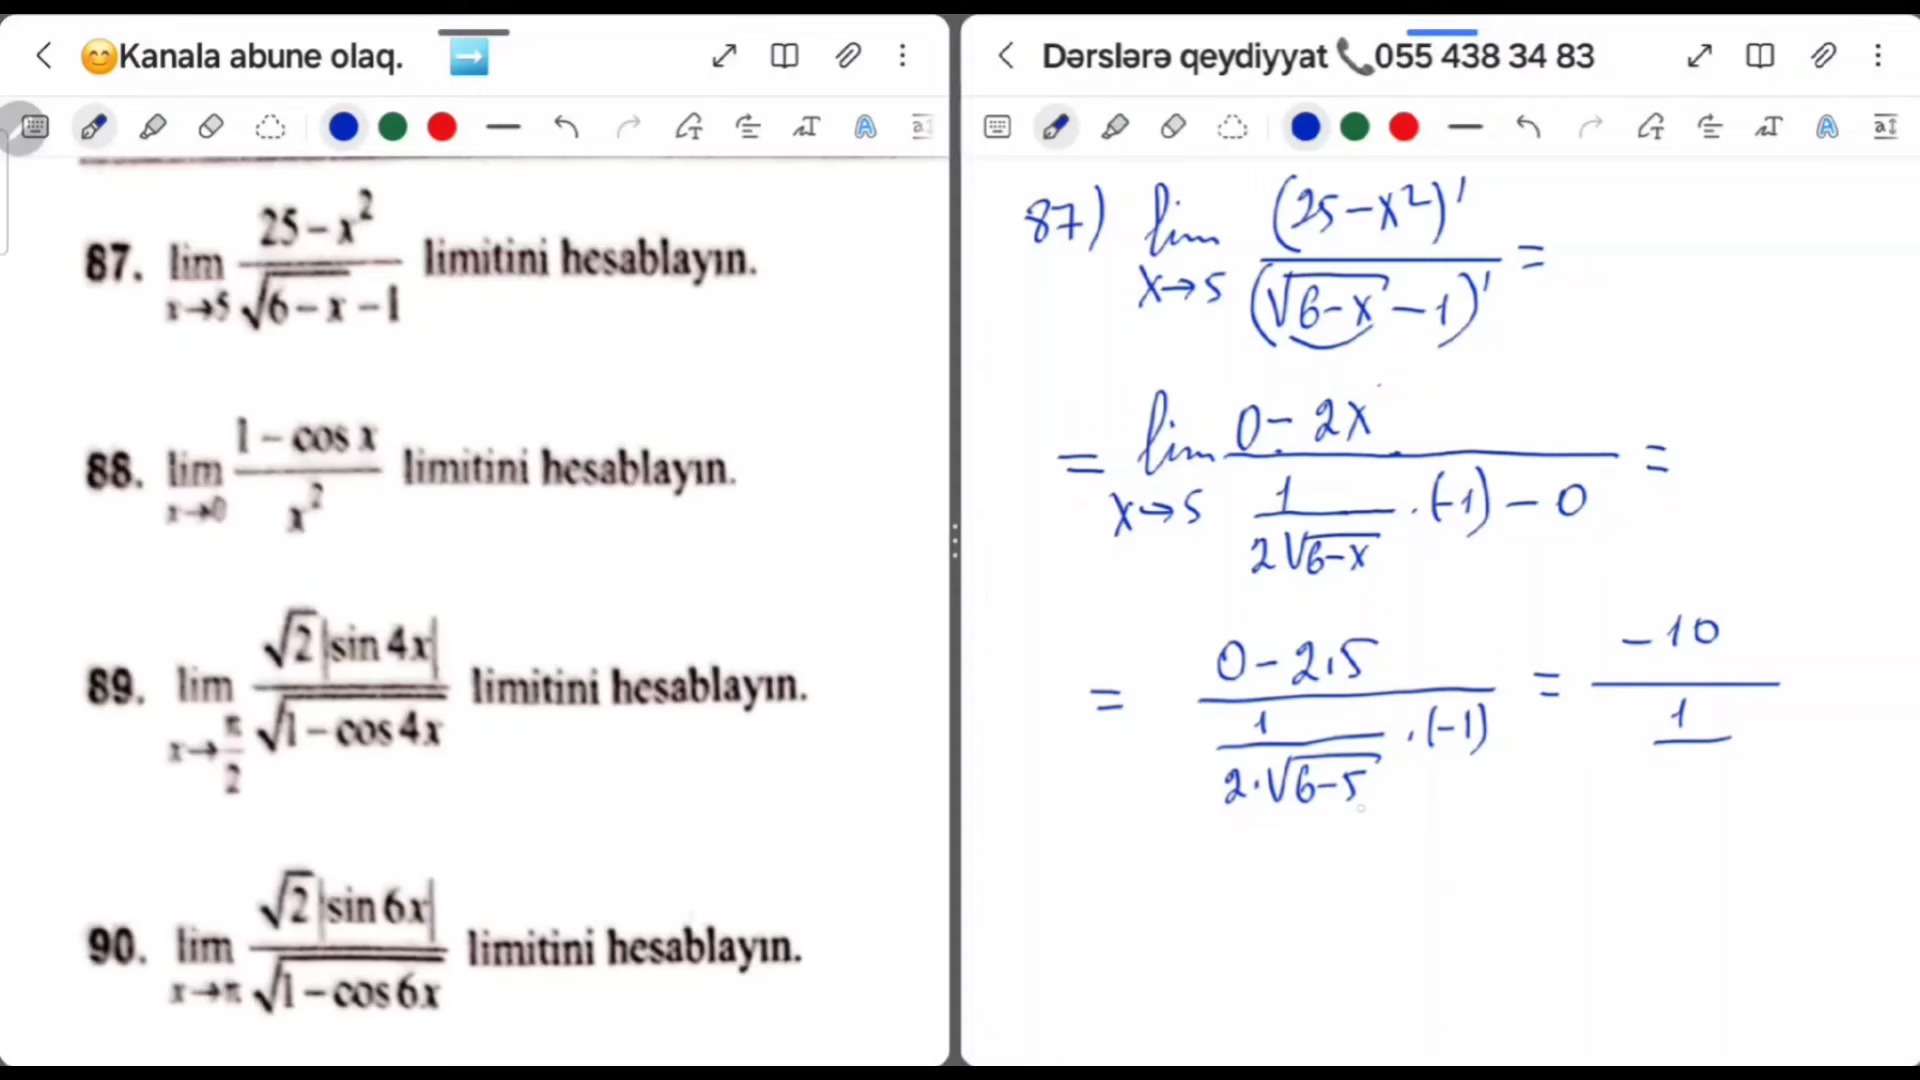 😊Kanala abune olaq. ➡️
87. lim x→5 (25 − x²)/(√(6 − x) − 1) limitini hesablayın.
88. lim x→0 (1 − cos x)/x² limitini hesablayın.
89. lim x→π/2 √2|sin 4x|/√(1 − cos 4x) limitini hesablayın.
90. lim x→π √2|sin 6x|/√(1 − cos 6x) limitini hesablayın.
Dərslərə qeydiyyat 📞055 438 34 83
87) lim x→5 (25 − x²)'/(√(6−x) − 1)' =
= lim x→5 (0 − 2x)/(1/(2√(6−x)) · (−1) − 0) =
= (0 − 2·5)/(1/(2·√(6−5)) · (−1)) = −10/(1/